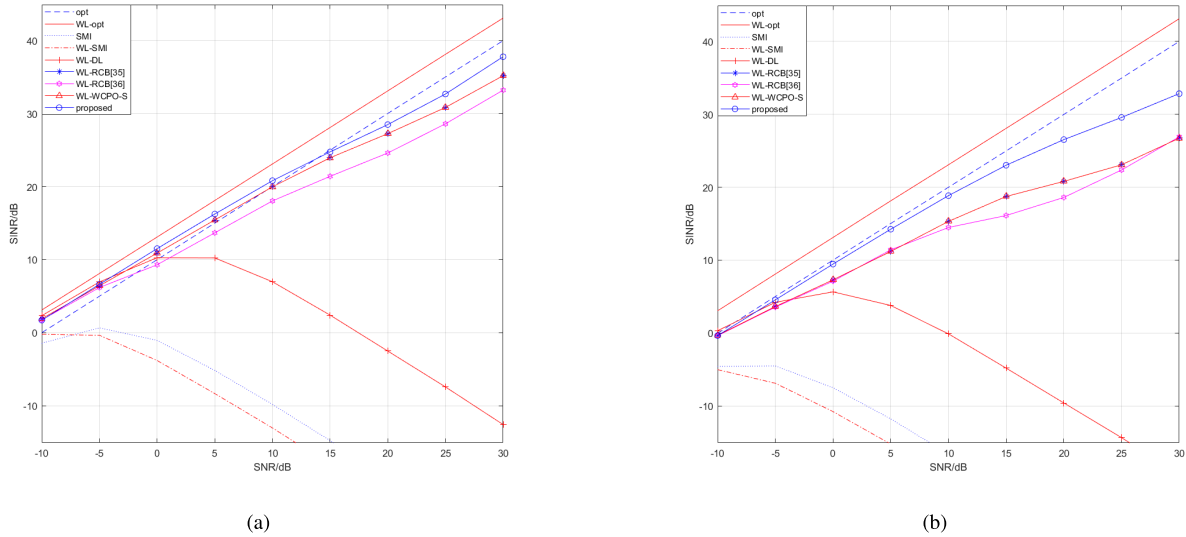 opt
WL-opt
SMI
WL-SMI
WL-DL
WL-RCB[35]
WL-RCB[36]
WL-WCPO-S
proposed
40
30
20
10
0
-10
SINR/dB
-10 -5 0 5 10 15 20 25 30
SNR/dB
(a)
opt
WL-opt
SMI
WL-SMI
WL-DL
WL-RCB[35]
WL-RCB[36]
WL-WCPO-S
proposed
40
30
20
10
0
-10
SINR/dB
-10 -5 0 5 10 15 20 25 30
SNR/dB
(b)